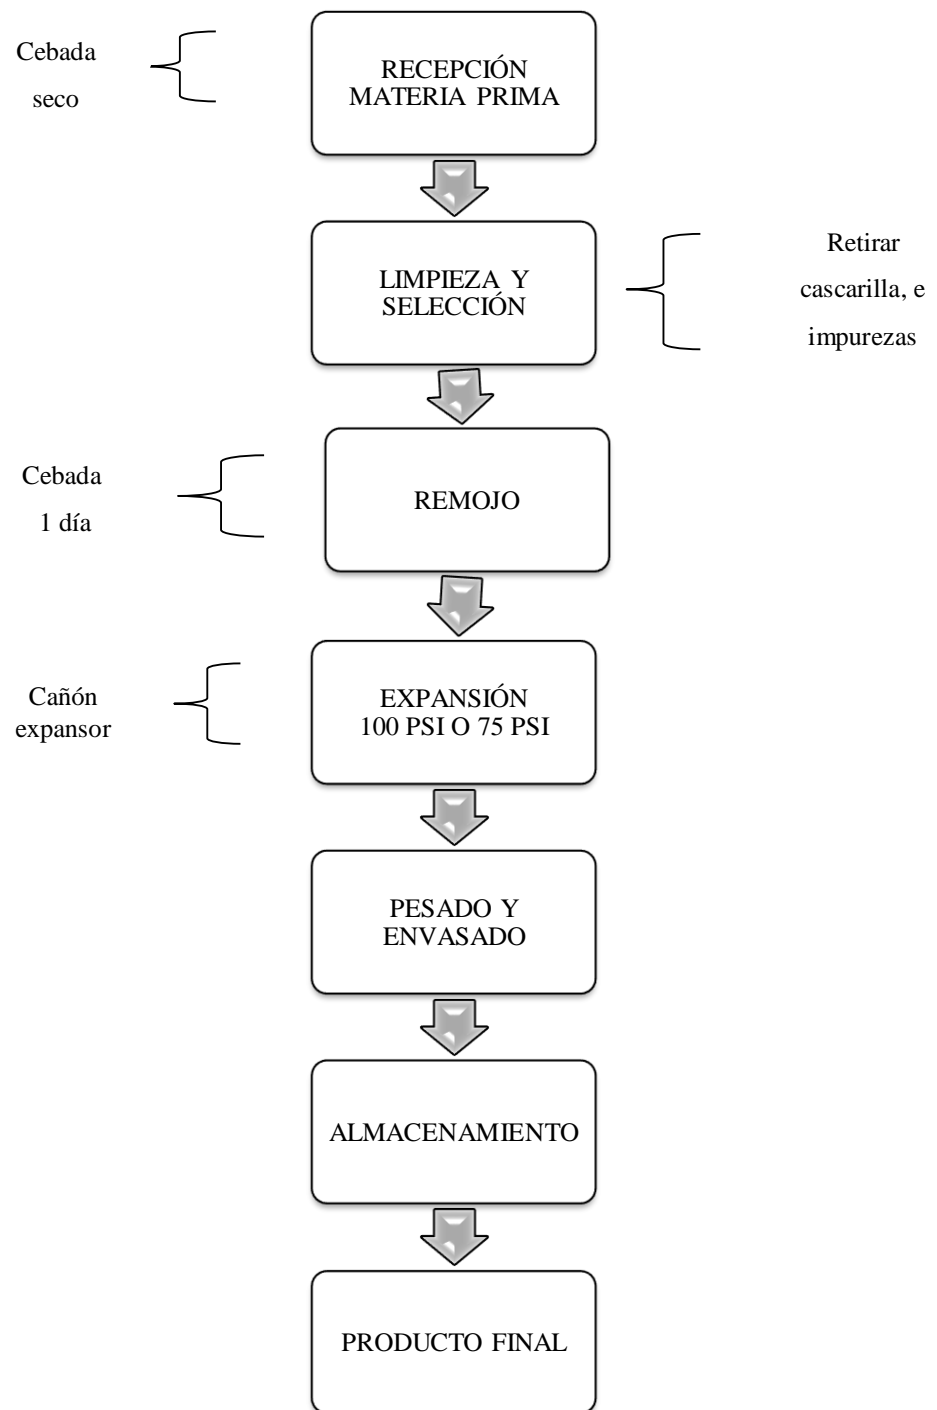 Cebada
seco
RECEPCIÓN
MATERIA PRIMA
LIMPIEZA Y
SELECCIÓN
Retirar
cascarilla, e
impurezas
Cebada
1 día
REMOJO
Cañón
expansor
EXPANSIÓN
100 PSI O 75 PSI
PESADO Y
ENVASADO
ALMACENAMIENTO
PRODUCTO FINAL